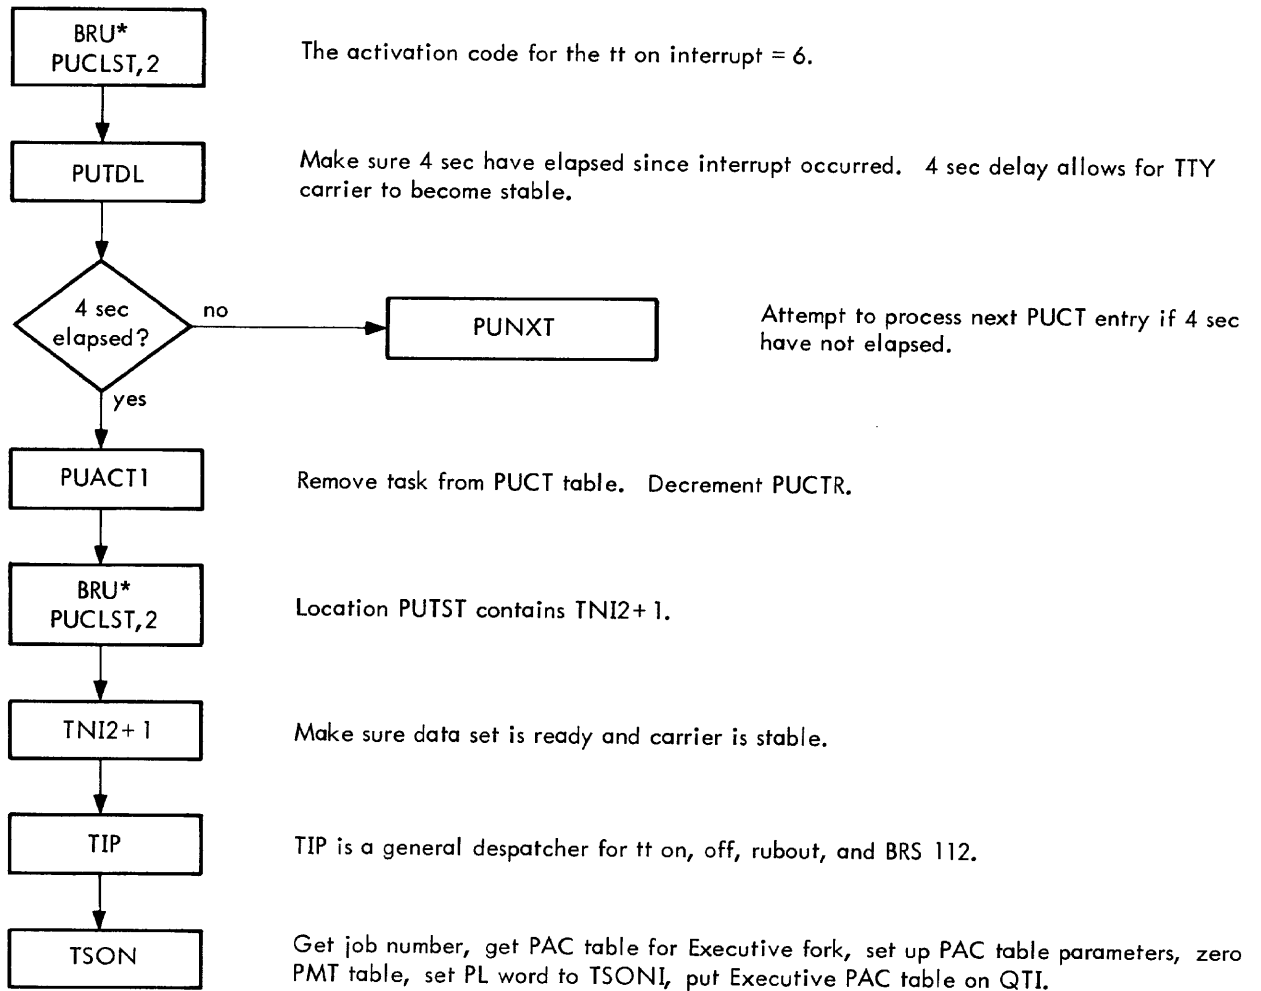 BRU*
PUCLST,2
The activation code for the tt on interrupt = 6.
PUTDL
Make sure 4 sec have elapsed since interrupt occurred. 4 sec delay allows for TTY
carrier to become stable.
4 sec
elapsed?
no
PUNXT
Attempt to process next PUCT entry if 4 sec
have not elapsed.
yes
PUACT1
Remove task from PUCT table. Decrement PUCTR.
BRU*
PUCLST,2
Location PUTST contains TNI2+1.
TNI2+1
Make sure data set is ready and carrier is stable.
TIP
TIP is a general despatcher for tt on, off, rubout, and BRS 112.
TSON
Get job number, get PAC table for Executive fork, set up PAC table parameters, zero
PMT table, set PL word to TSONI, put Executive PAC table on QTI.